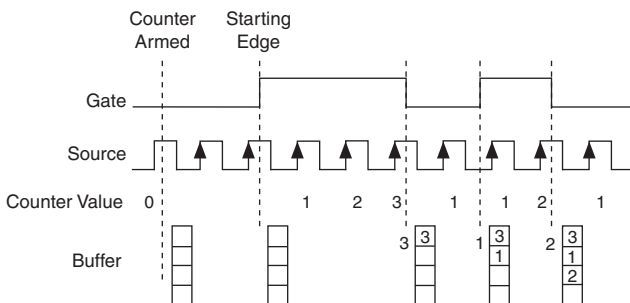 Counter Armed
Starting Edge
Gate
Source
Counter Value 0 1 2 3 1 1 2 1
Buffer
3 3
1 3
1
2 3
1
2